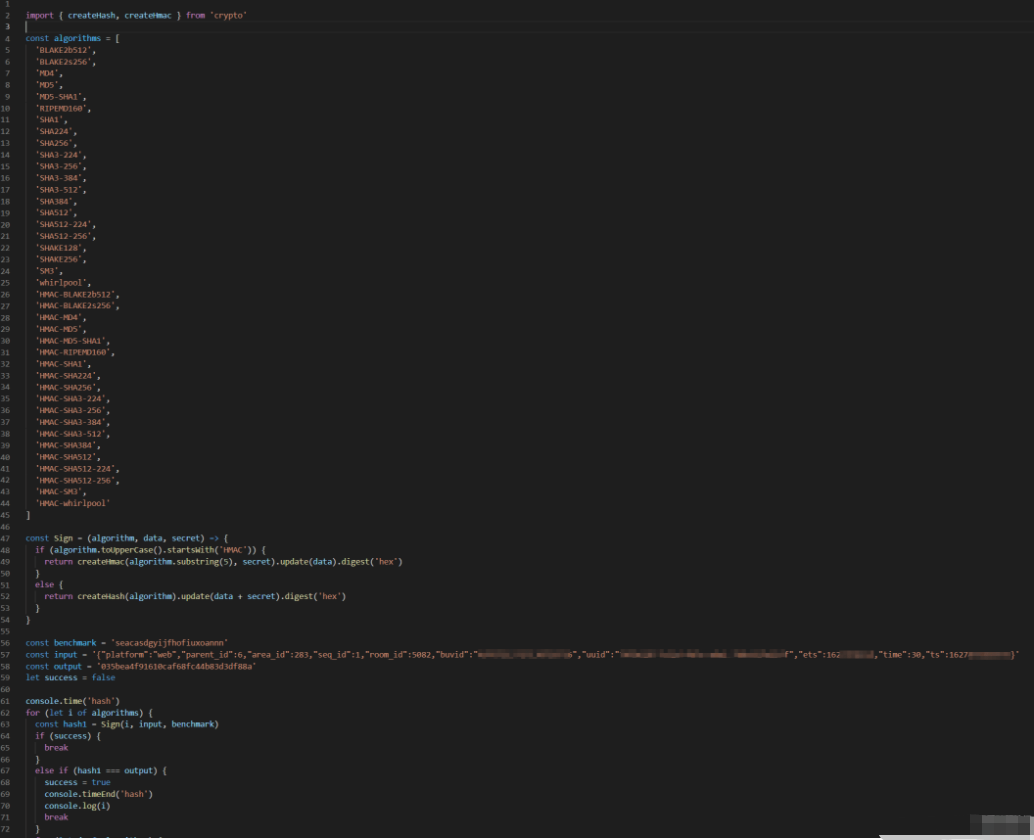 1
2 import { createHash, createHmac } from 'crypto'
3
4 const algorithms = [
5 'BLAKE2b512',
6 'BLAKE2s256',
7 'MD4',
8 'MD5',
9 'MD5-SHA1',
10 'RIPEMD160',
11 'SHA1',
12 'SHA224',
13 'SHA256',
14 'SHA3-224',
15 'SHA3-256',
16 'SHA3-384',
17 'SHA3-512',
18 'SHA384',
19 'SHA512',
20 'SHA512-224',
21 'SHA512-256',
22 'SHAKE128',
23 'SHAKE256',
24 'SM3',
25 'whirlpool',
26 'HMAC-BLAKE2b512',
27 'HMAC-BLAKE2s256',
28 'HMAC-MD4',
29 'HMAC-MD5',
30 'HMAC-MD5-SHA1',
31 'HMAC-RIPEMD160',
32 'HMAC-SHA1',
33 'HMAC-SHA224',
34 'HMAC-SHA256',
35 'HMAC-SHA3-224',
36 'HMAC-SHA3-256',
37 'HMAC-SHA3-384',
38 'HMAC-SHA3-512',
39 'HMAC-SHA384',
40 'HMAC-SHA512',
41 'HMAC-SHA512-224',
42 'HMAC-SHA512-256',
43 'HMAC-SM3',
44 'HMAC-whirlpool'
45 ]
46
47 const Sign = (algorithm, data, secret) => {
48 if (algorithm.toUpperCase().startsWith('HMAC')) {
49 return createHmac(algorithm.substring(5), secret).update(data).digest('hex')
50 }
51 else {
52 return createHash(algorithm).update(data + secret).digest('hex')
53 }
54 }
55
56 const benchmark = 'seacasdgyijfhofiuxoannn'
57 const input = '{"platform":"web","parent_id":6,"area_id":283,"seq_id":1,"room_id":5082,"buvid":" ","uuid":" ","ets":162 ,"time":30,"ts":1627 }'
58 const output = '035bea4f91610caf68fc44b83d3df88a'
59 let success = false
60
61 console.time('hash')
62 for (let i of algorithms) {
63 const hash1 = Sign(i, input, benchmark)
64 if (success) {
65 break
66 }
67 else if (hash1 === output) {
68 success = true
69 console.timeEnd('hash')
70 console.log(i)
71 break
72 }